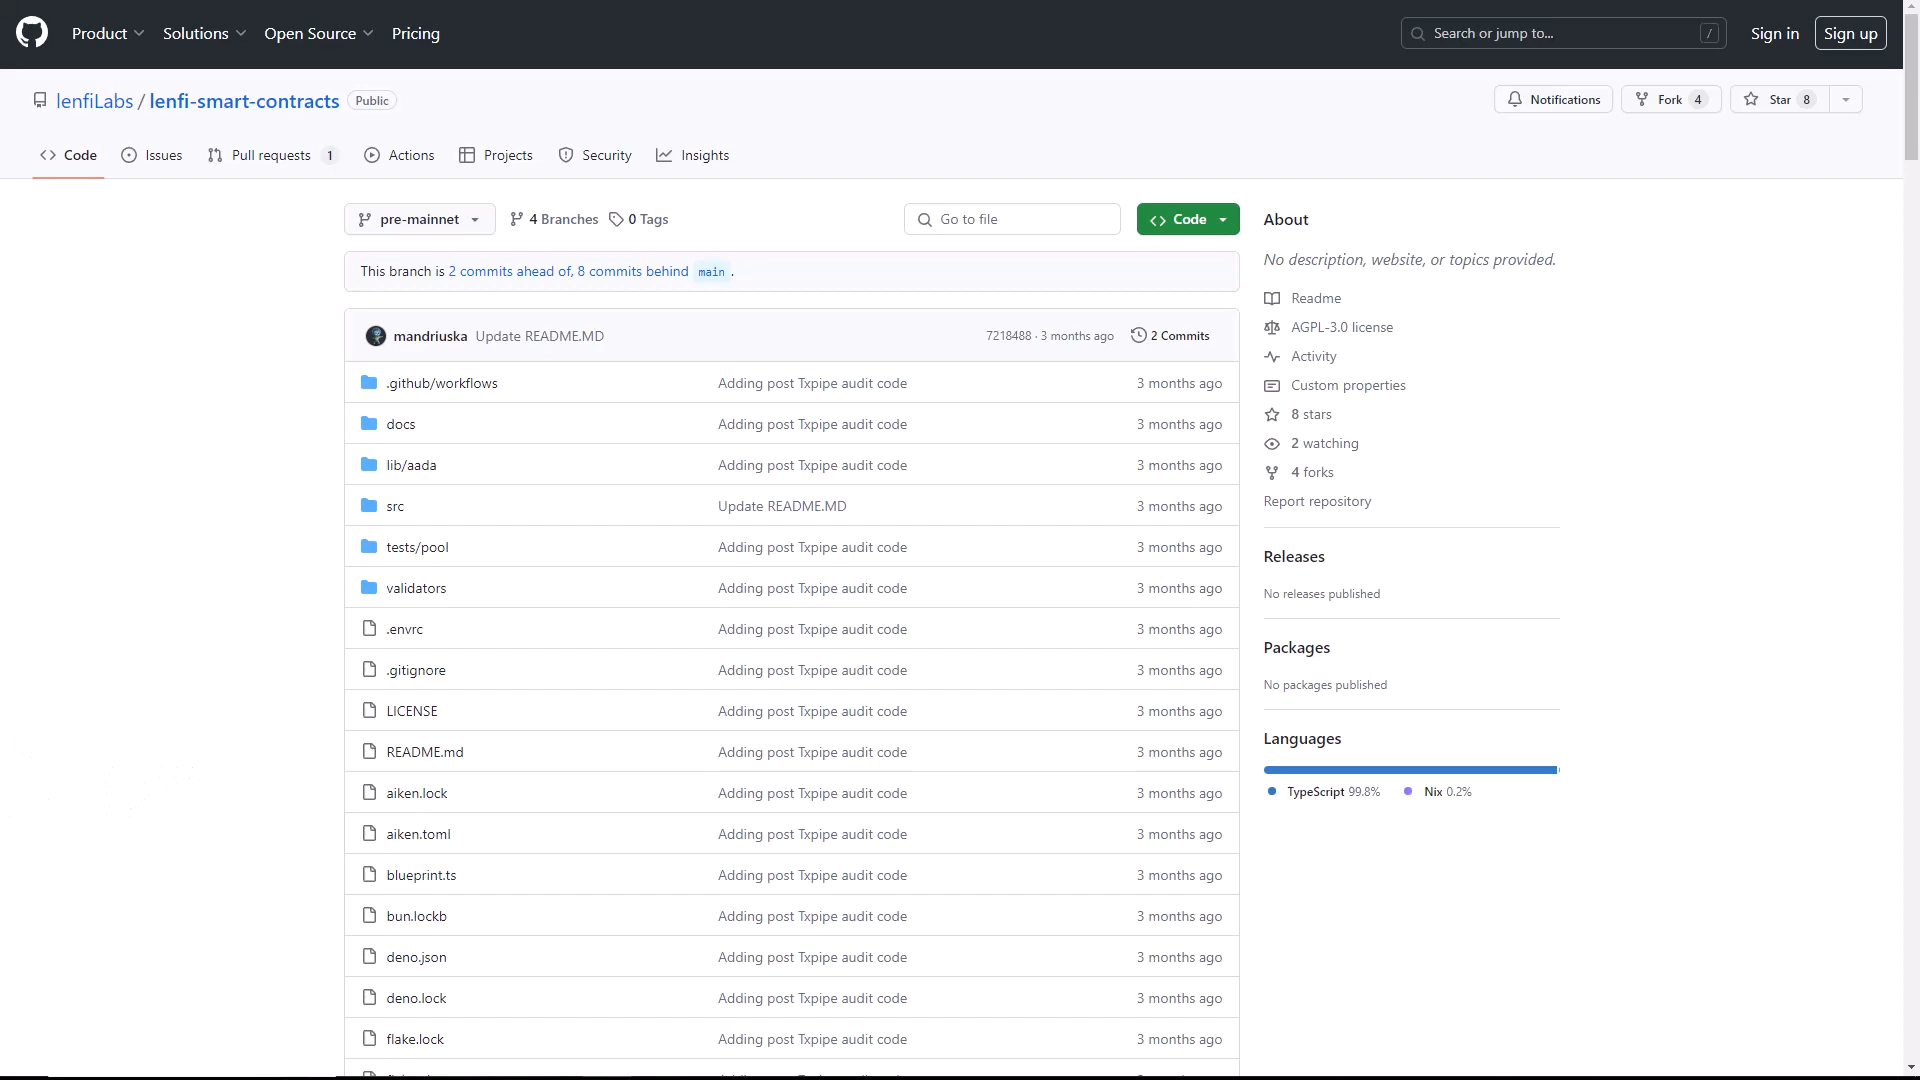 Product Solutions Open Source Pricing Search or jump to... / Sign in Sign up
lenfiLabs / lenfi-smart-contracts Public Notifications Fork 4 Star 8
Code Issues Pull requests 1 Actions Projects Security Insights
pre-mainnet 4 Branches 0 Tags Go to file Code
This branch is 2 commits ahead of, 8 commits behind main .
mandriuska Update README.MD 7218488 · 3 months ago 2 Commits
.github/workflows Adding post Txpipe audit code 3 months ago
docs Adding post Txpipe audit code 3 months ago
lib/aada Adding post Txpipe audit code 3 months ago
src Update README.MD 3 months ago
tests/pool Adding post Txpipe audit code 3 months ago
validators Adding post Txpipe audit code 3 months ago
.envrc Adding post Txpipe audit code 3 months ago
.gitignore Adding post Txpipe audit code 3 months ago
LICENSE Adding post Txpipe audit code 3 months ago
README.md Adding post Txpipe audit code 3 months ago
aiken.lock Adding post Txpipe audit code 3 months ago
aiken.toml Adding post Txpipe audit code 3 months ago
blueprint.ts Adding post Txpipe audit code 3 months ago
bun.lockb Adding post Txpipe audit code 3 months ago
deno.json Adding post Txpipe audit code 3 months ago
deno.lock Adding post Txpipe audit code 3 months ago
flake.lock Adding post Txpipe audit code 3 months ago
About
No description, website, or topics provided.
Readme
AGPL-3.0 license
Activity
Custom properties
8 stars
2 watching
4 forks
Report repository
Releases
No releases published
Packages
No packages published
Languages
TypeScript 99.8% Nix 0.2%